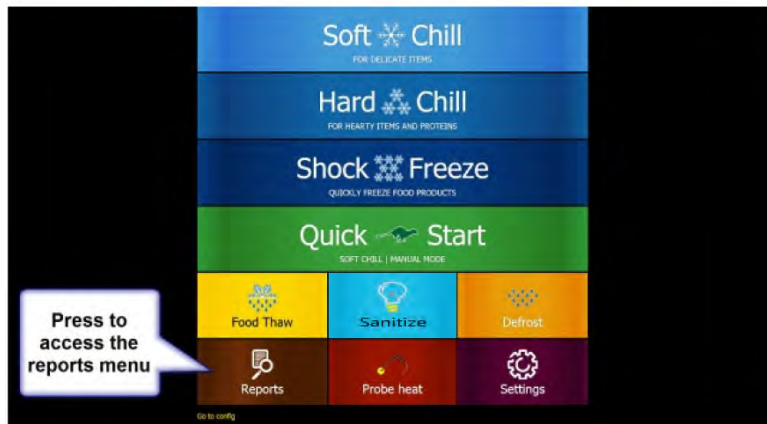 Soft Chill
FOR DELICATE ITEMS
Hard Chill
FOR HEARTY ITEMS AND PROTEINS
Shock Freeze
QUICKLY FREEZE FOOD PRODUCTS
Quick Start
SOFT CHILL | MANUAL MODE
Food Thaw
Sanitize
Defrost
Press to
access the
reports menu
Reports
Probe heat
Settings
Go to config